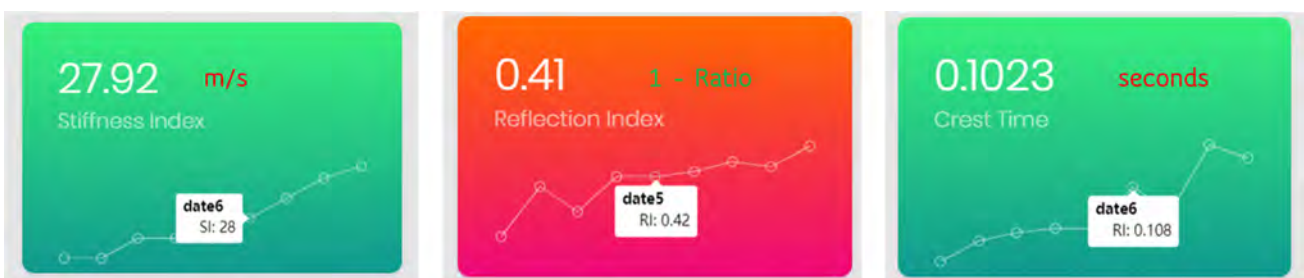 27.92 m/s
Stiffness Index
date6
SI: 28
0.41 1 - Ratio
Reflection Index
date5
RI: 0.42
0.1023 seconds
Crest Time
date6
RI: 0.108